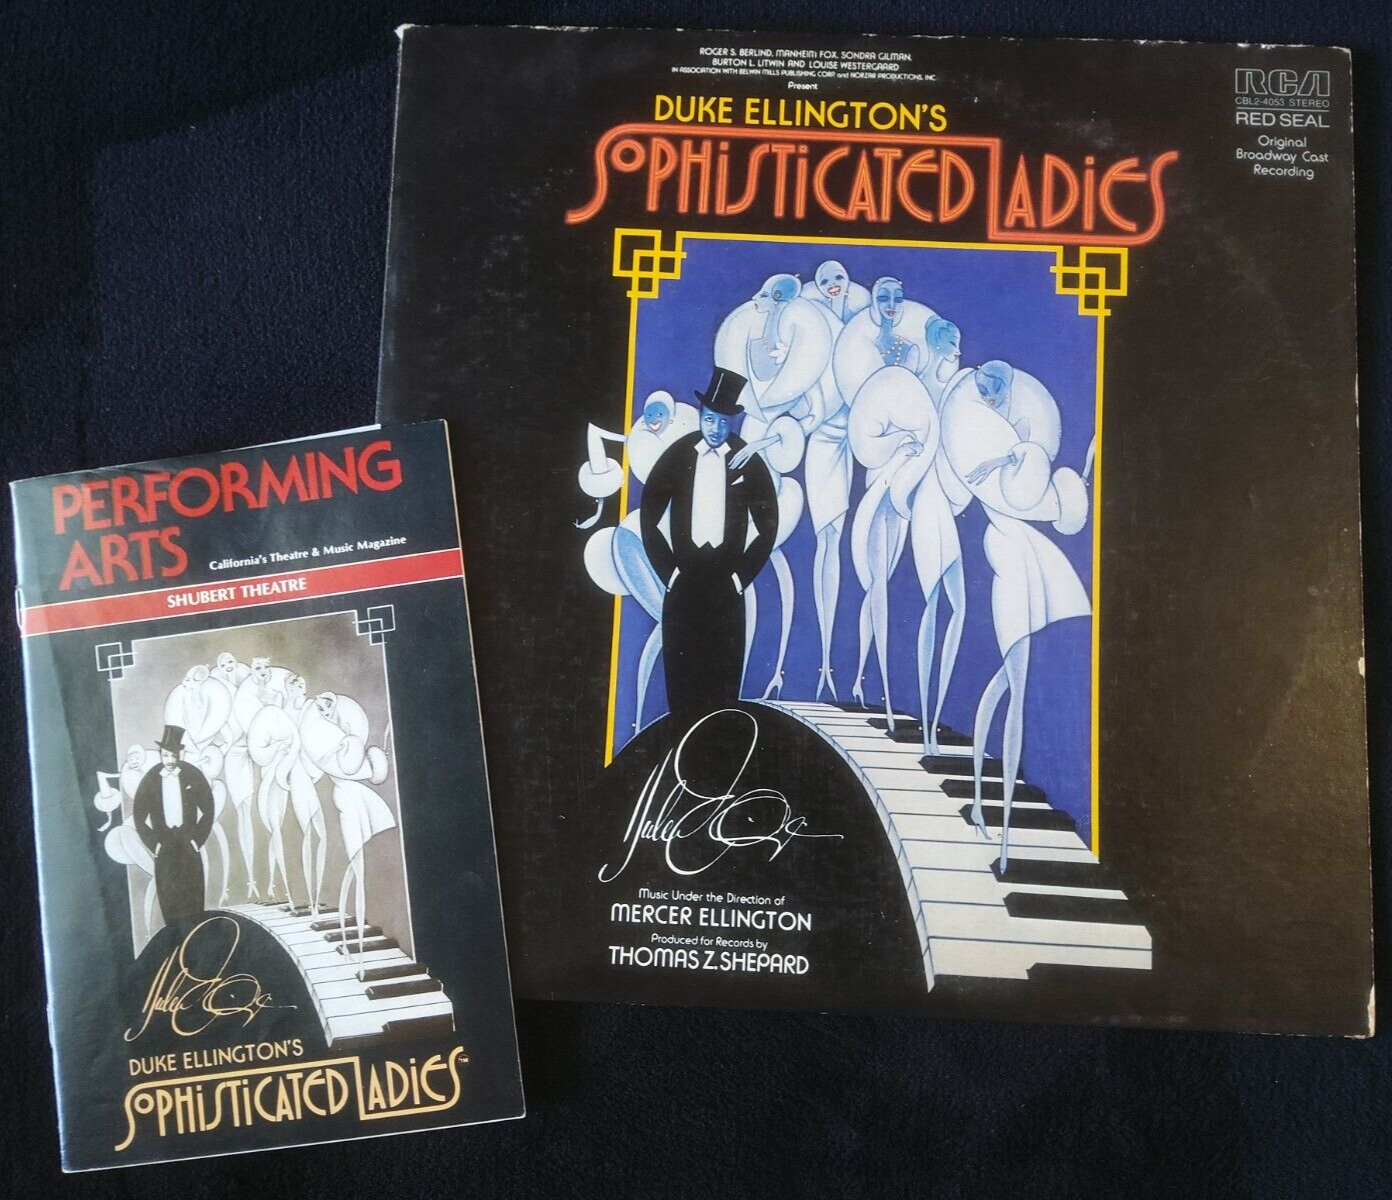 ROGER S. BERLIND, MANHEIM FOX, SONDRA GILMAN,
BURTON L. LITWIN AND LOUISE WESTERGAARD
IN ASSOCIATION WITH BELWIN MILLS PUBLISHING CORP. and NORZAR PRODUCTIONS, INC.
Present
DUKE ELLINGTON'S
SOPHISTICATED LADIES
RCA
CBL2-4053 STEREO
RED SEAL
Original
Broadway Cast
Recording
Music Under the Direction of
MERCER ELLINGTON
Produced for Records by
THOMAS Z. SHEPARD
PERFORMING
ARTS
California's Theatre & Music Magazine
SHUBERT THEATRE
DUKE ELLINGTON'S
SOPHISTICATED LADIES™